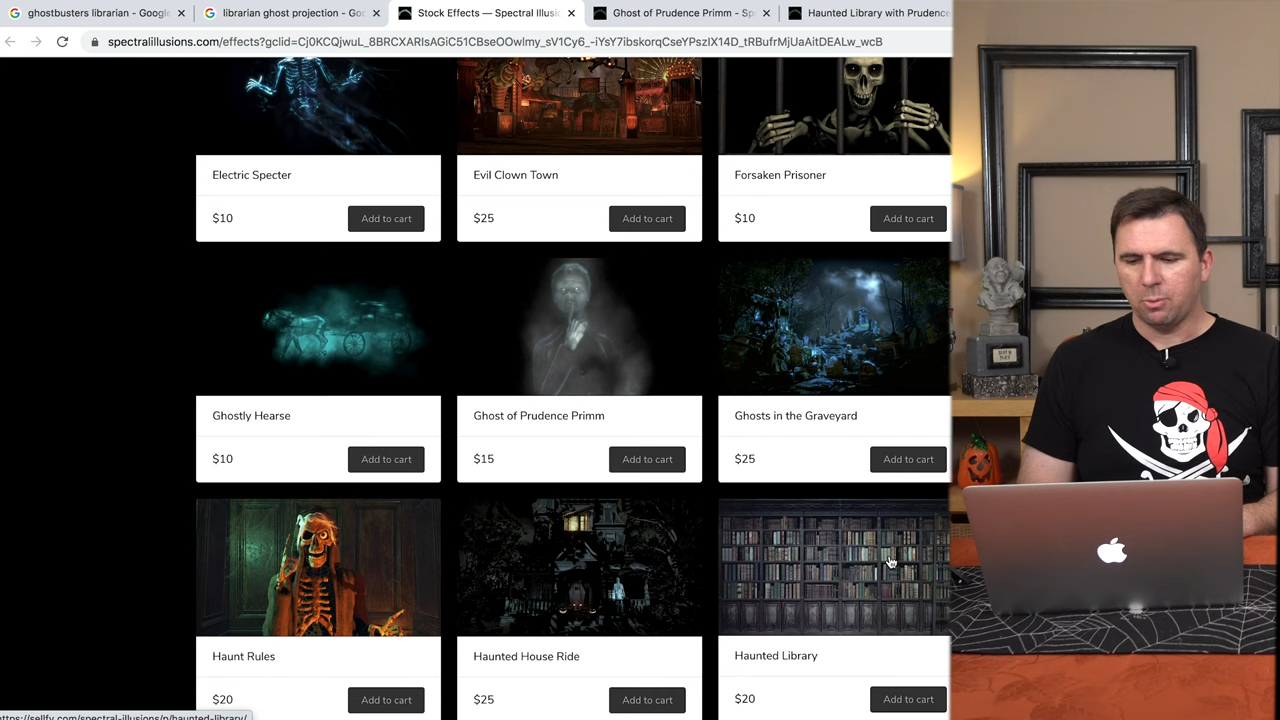 ghostbusters librarian - Google
librarian ghost projection - Goo
Stock Effects — Spectral Illusio
Ghost of Prudence Primm - Sp
Haunted Library with Prudence
spectralillusions.com/effects?gclid=Cj0KCQjwuL_8BRCXARIsAGiC51CBseOOwlmy_sV1Cy6_-iYsY7ibskorqCseYPszIX14D_tRBufrMjUaAitDEALw_wcB
Electric Specter
Evil Clown Town
Forsaken Prisoner
$10
Add to cart
$25
Add to cart
$10
Add to cart
Ghostly Hearse
Ghost of Prudence Primm
Ghosts in the Graveyard
$10
Add to cart
$15
Add to cart
$25
Add to cart
Haunt Rules
Haunted House Ride
Haunted Library
$20
Add to cart
$25
Add to cart
$20
Add to cart
https://sellfy.com/spectral-illusions/p/haunted-library/